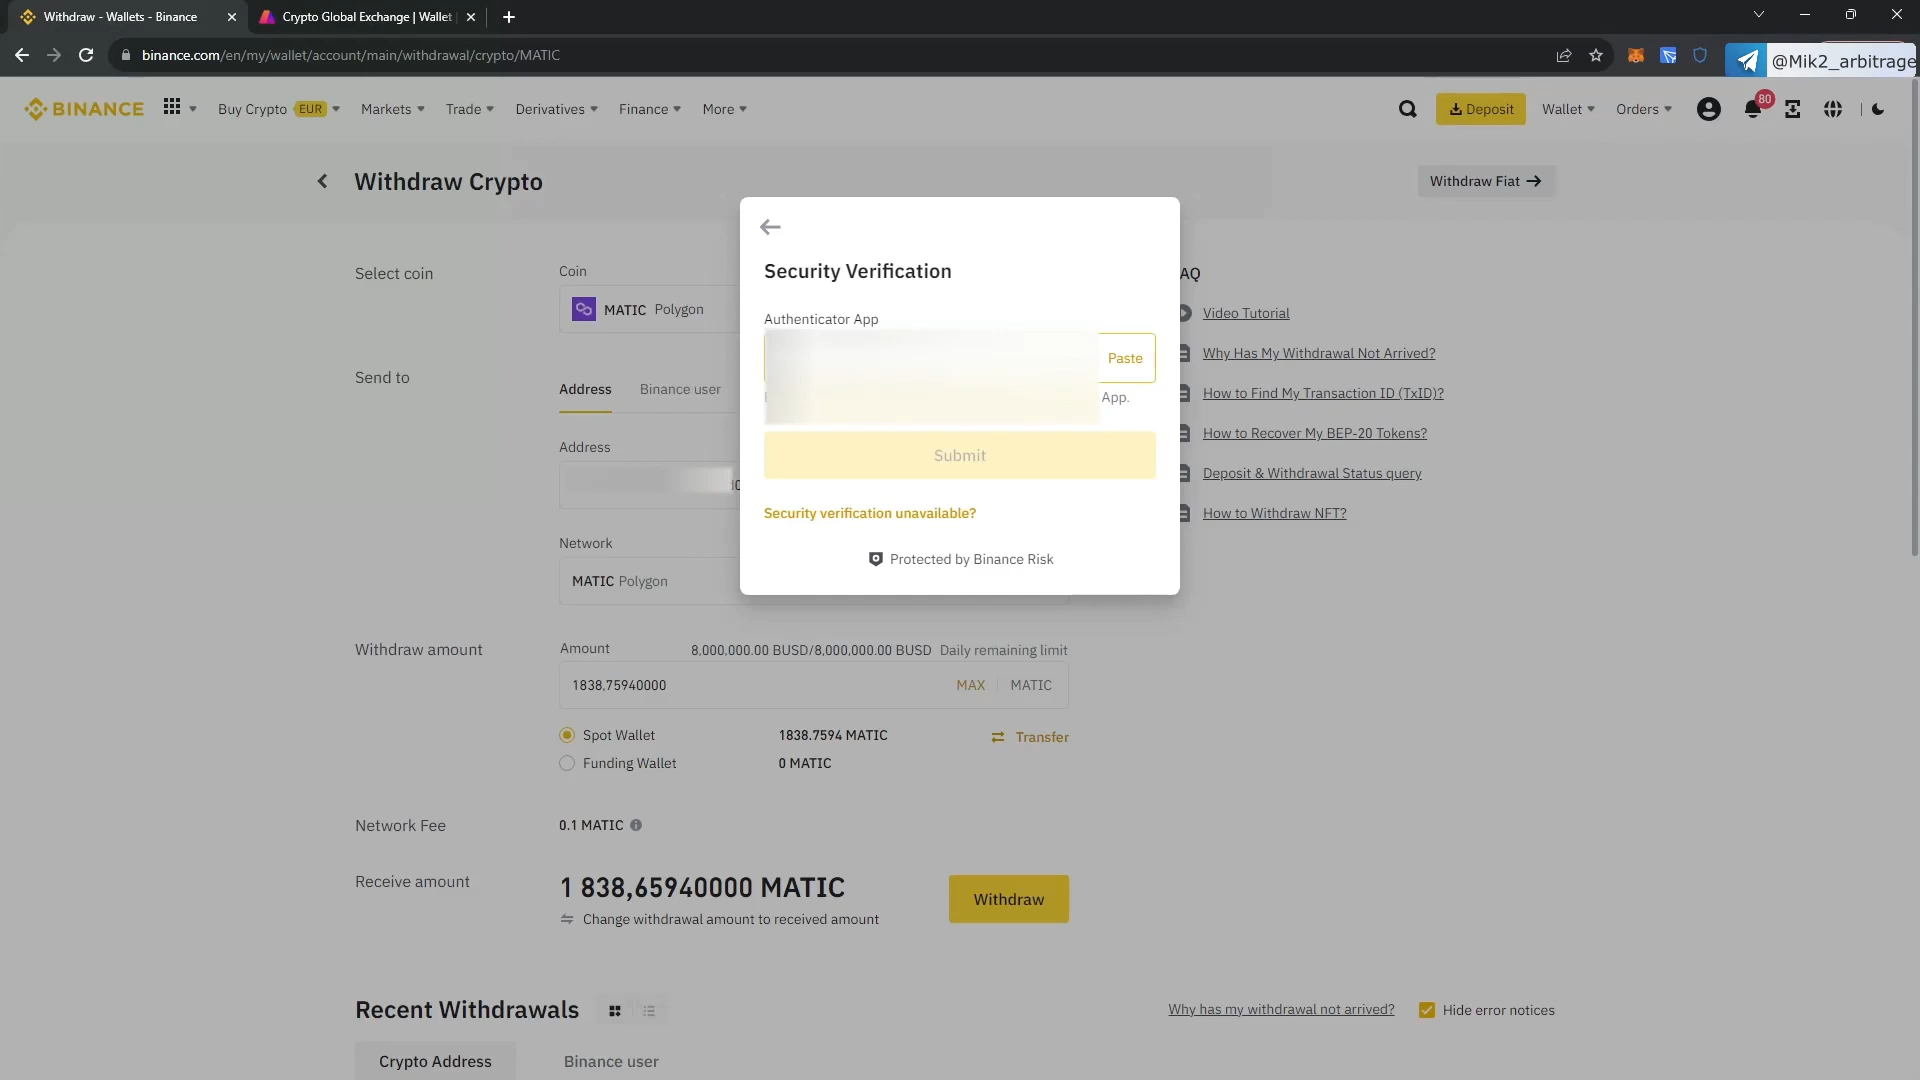 Withdraw - Wallets - Binance
Crypto Global Exchange | Wallet
binance.com/en/my/wallet/account/main/withdrawal/crypto/MATIC
@Mik2_arbitrage
BINANCE
Buy Crypto EUR
Markets
Trade
Derivatives
Finance
More
Deposit
Wallet
Orders
80
Withdraw Crypto
Withdraw Fiat
Security Verification
Authenticator App
Paste
App.
Submit
Security verification unavailable?
Protected by Binance Risk
Select coin
Coin
MATIC Polygon
Send to
Address
Binance user
Address
Network
MATIC Polygon
AQ
Video Tutorial
Why Has My Withdrawal Not Arrived?
How to Find My Transaction ID (TxID)?
How to Recover My BEP-20 Tokens?
Deposit & Withdrawal Status query
How to Withdraw NFT?
Withdraw amount
Amount
8,000,000.00 BUSD/8,000,000.00 BUSD Daily remaining limit
1838,75940000
MAX
MATIC
Spot Wallet
1838.7594 MATIC
Transfer
Funding Wallet
0 MATIC
Network Fee
0.1 MATIC
Receive amount
1 838,65940000 MATIC
Change withdrawal amount to received amount
Withdraw
Recent Withdrawals
Why has my withdrawal not arrived?
Hide error notices
Crypto Address
Binance user